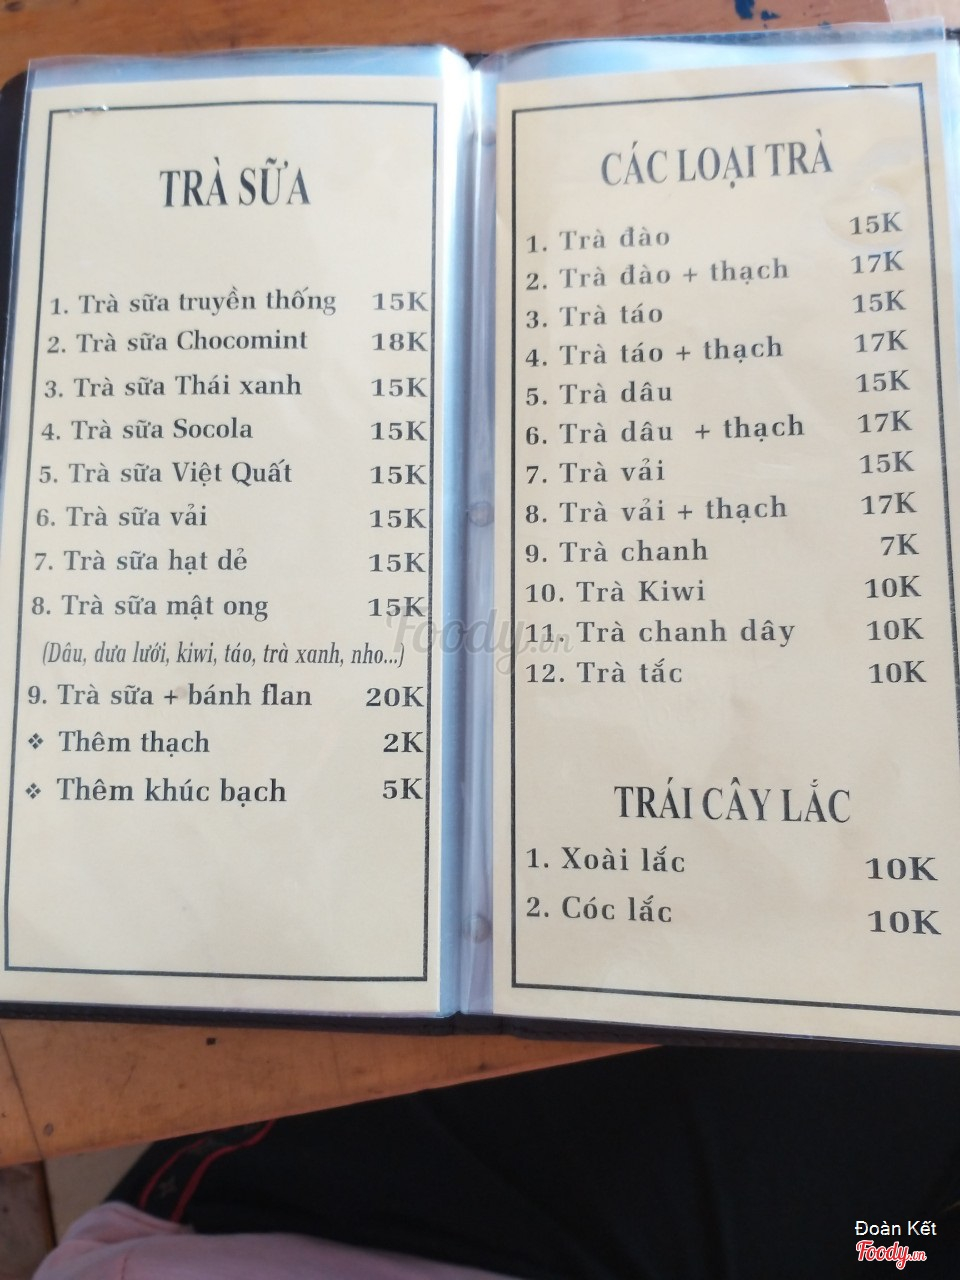 TRÀ SỮA
1. Trà sữa truyền thống 15K
2. Trà sữa Chocomint 18K
3. Trà sữa Thái xanh 15K
4. Trà sữa Socola 15K
5. Trà sữa Việt Quất 15K
6. Trà sữa vải 15K
7. Trà sữa hạt dẻ 15K
8. Trà sữa mật ong 15K
(Dâu, dưa lưới, kiwi, táo, trà xanh, nho...)
9. Trà sữa + bánh flan 20K
❖ Thêm thạch 2K
❖ Thêm khúc bạch 5K
CÁC LOẠI TRÀ
1. Trà đào 15K
2. Trà đào + thạch 17K
3. Trà táo 15K
4. Trà táo + thạch 17K
5. Trà dâu 15K
6. Trà dâu + thạch 17K
7. Trà vải 15K
8. Trà vải + thạch 17K
9. Trà chanh 7K
10. Trà Kiwi 10K
11. Trà chanh dây 10K
12. Trà tắc 10K
TRÁI CÂY LẮC
1. Xoài lắc 10K
2. Cóc lắc 10K
Foody.vn
Đoàn Kết
Foody.vn